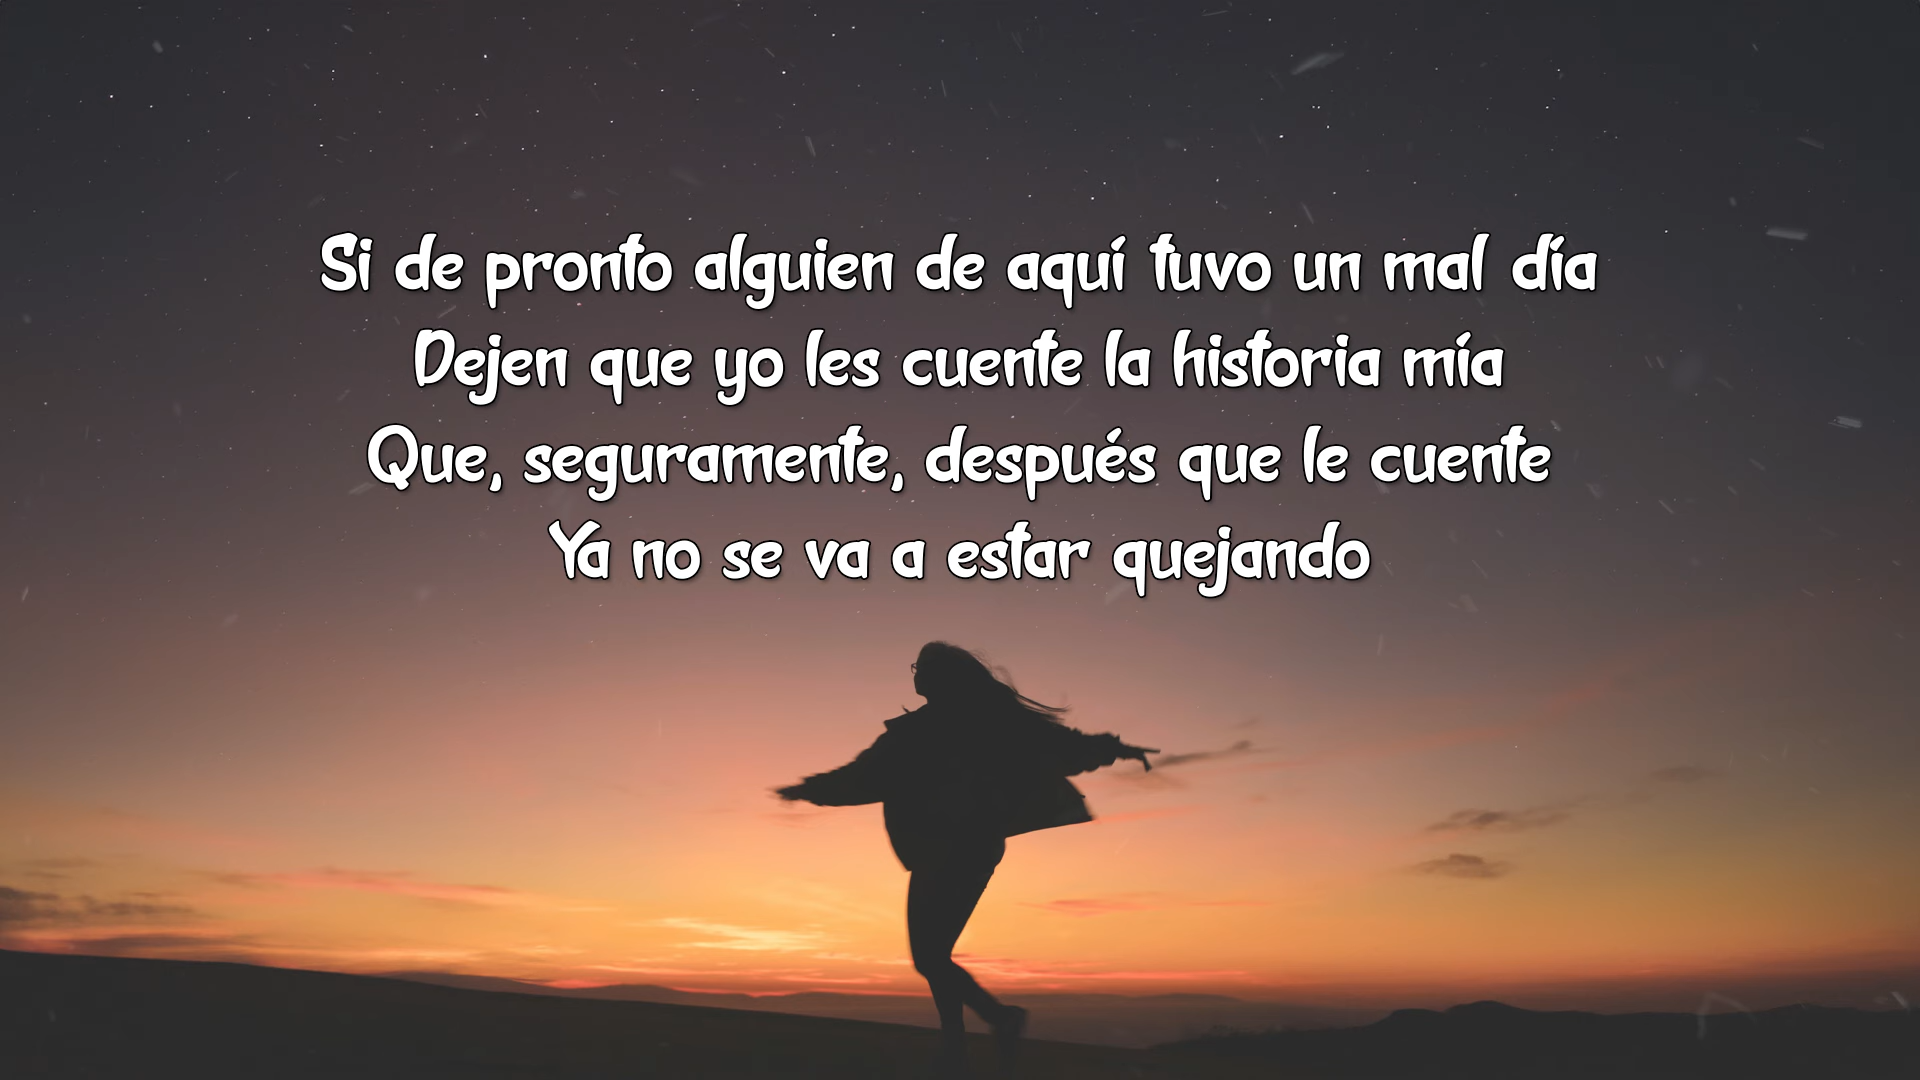 Si de pronto alguien de aquí tuvo un mal día
Dejen que yo les cuente la historia mía
Que, seguramente, después que le cuente
Ya no se va a estar quejando